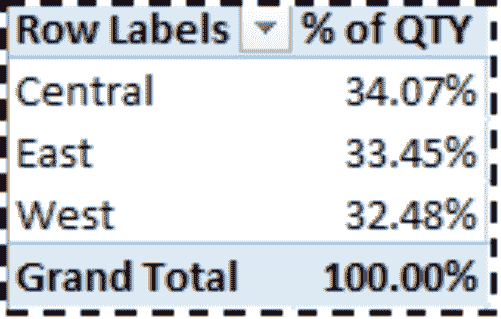 Row Labels % of QTY
Central 34.07%
East 33.45%
West 32.48%
Grand Total 100.00%